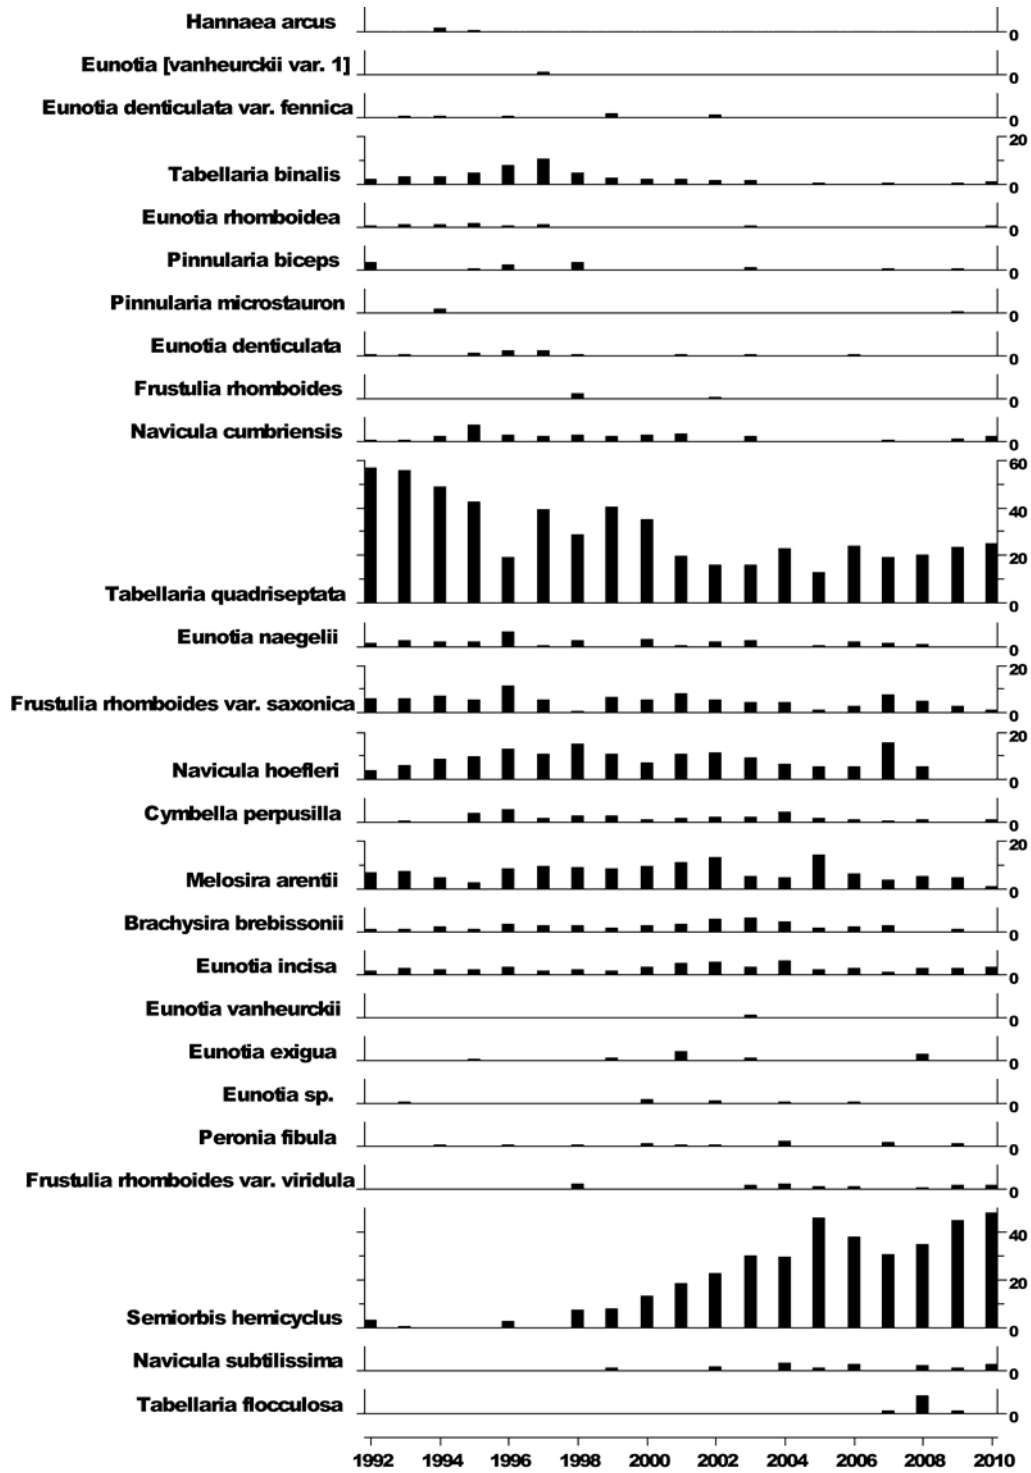 Hannaea arcus 0
Eunotia [vanheurckii var. 1] 0
Eunotia denticulata var. fennica 0
20
Tabellaria binalis 0
Eunotia rhomboidea 0
Pinnularia biceps 0
Pinnularia microstauron 0
Eunotia denticulata 0
Frustulia rhomboides 0
Navicula cumbriensis 0
60
40
20
Tabellaria quadriseptata 0
Eunotia naegelii 0
20
Frustulia rhomboides var. saxonica 0
20
Navicula hoefleri 0
Cymbella perpusilla 0
20
Melosira arentii 0
Brachysira brebissonii 0
Eunotia incisa 0
Eunotia vanheurckii 0
Eunotia exigua 0
Eunotia sp. 0
Peronia fibula 0
Frustulia rhomboides var. viridula 0
40
20
Semiorbis hemicyclus 0
Navicula subtilissima 0
Tabellaria flocculosa 0
1992 1994 1996 1998 2000 2002 2004 2006 2008 2010